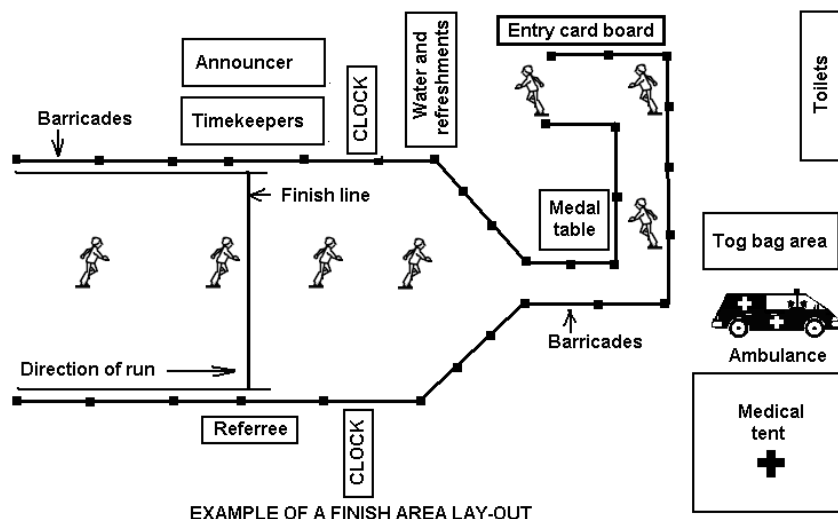 Entry card board
Announcer
CLOCK
Water and
refreshments
Toilets
Barricades
Timekeepers
Finish line
Medal
table
Tog bag area
Direction of run
Barricades
Ambulance
Referree
CLOCK
Medical
tent
EXAMPLE OF A FINISH AREA LAY-OUT